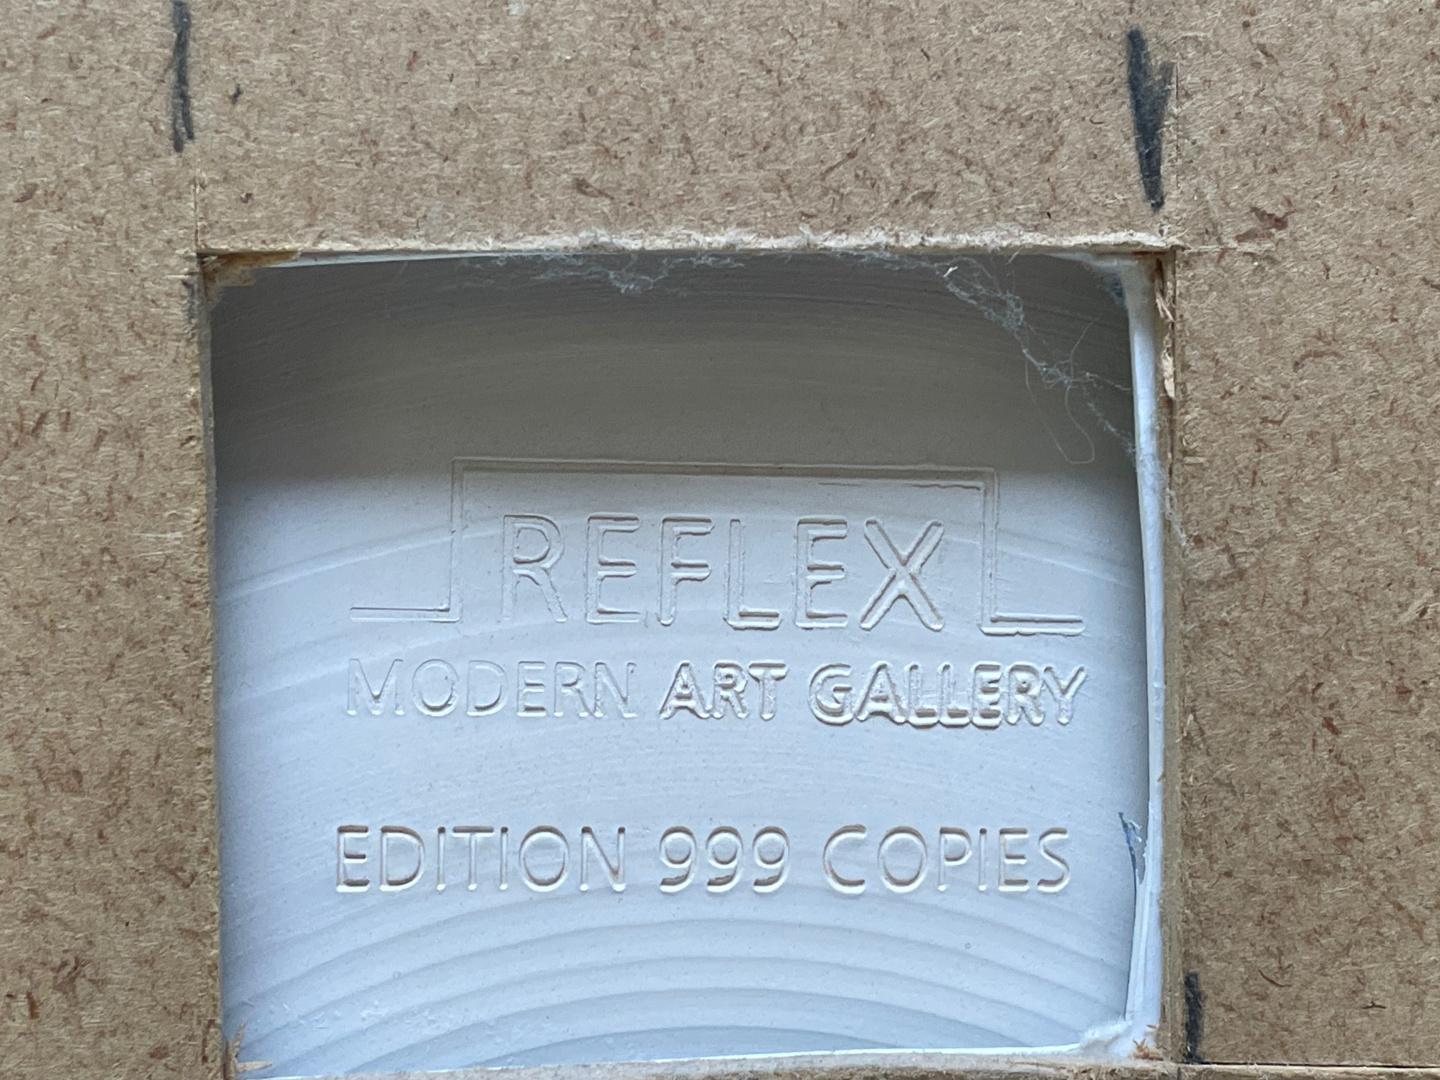 REFLEX
MODERN ART GALLERY
EDITION 999 COPIES